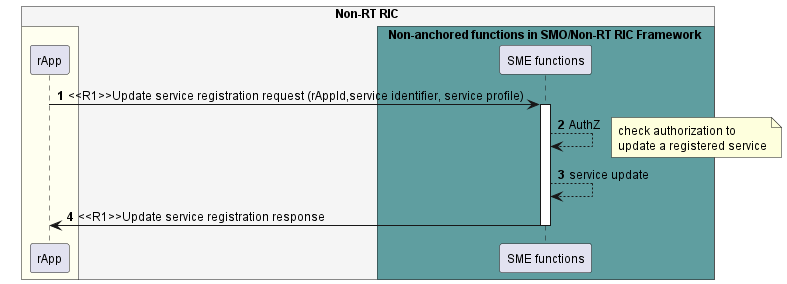 Non-RT RIC
Non-anchored functions in SMO/Non-RT RIC Framework
rApp
SME functions
1 <<R1>>Update service registration request (rAppId,service identifier, service profile)
2 AuthZ
check authorization to
update a registered service
3 service update
4 <<R1>>Update service registration response
rApp
SME functions